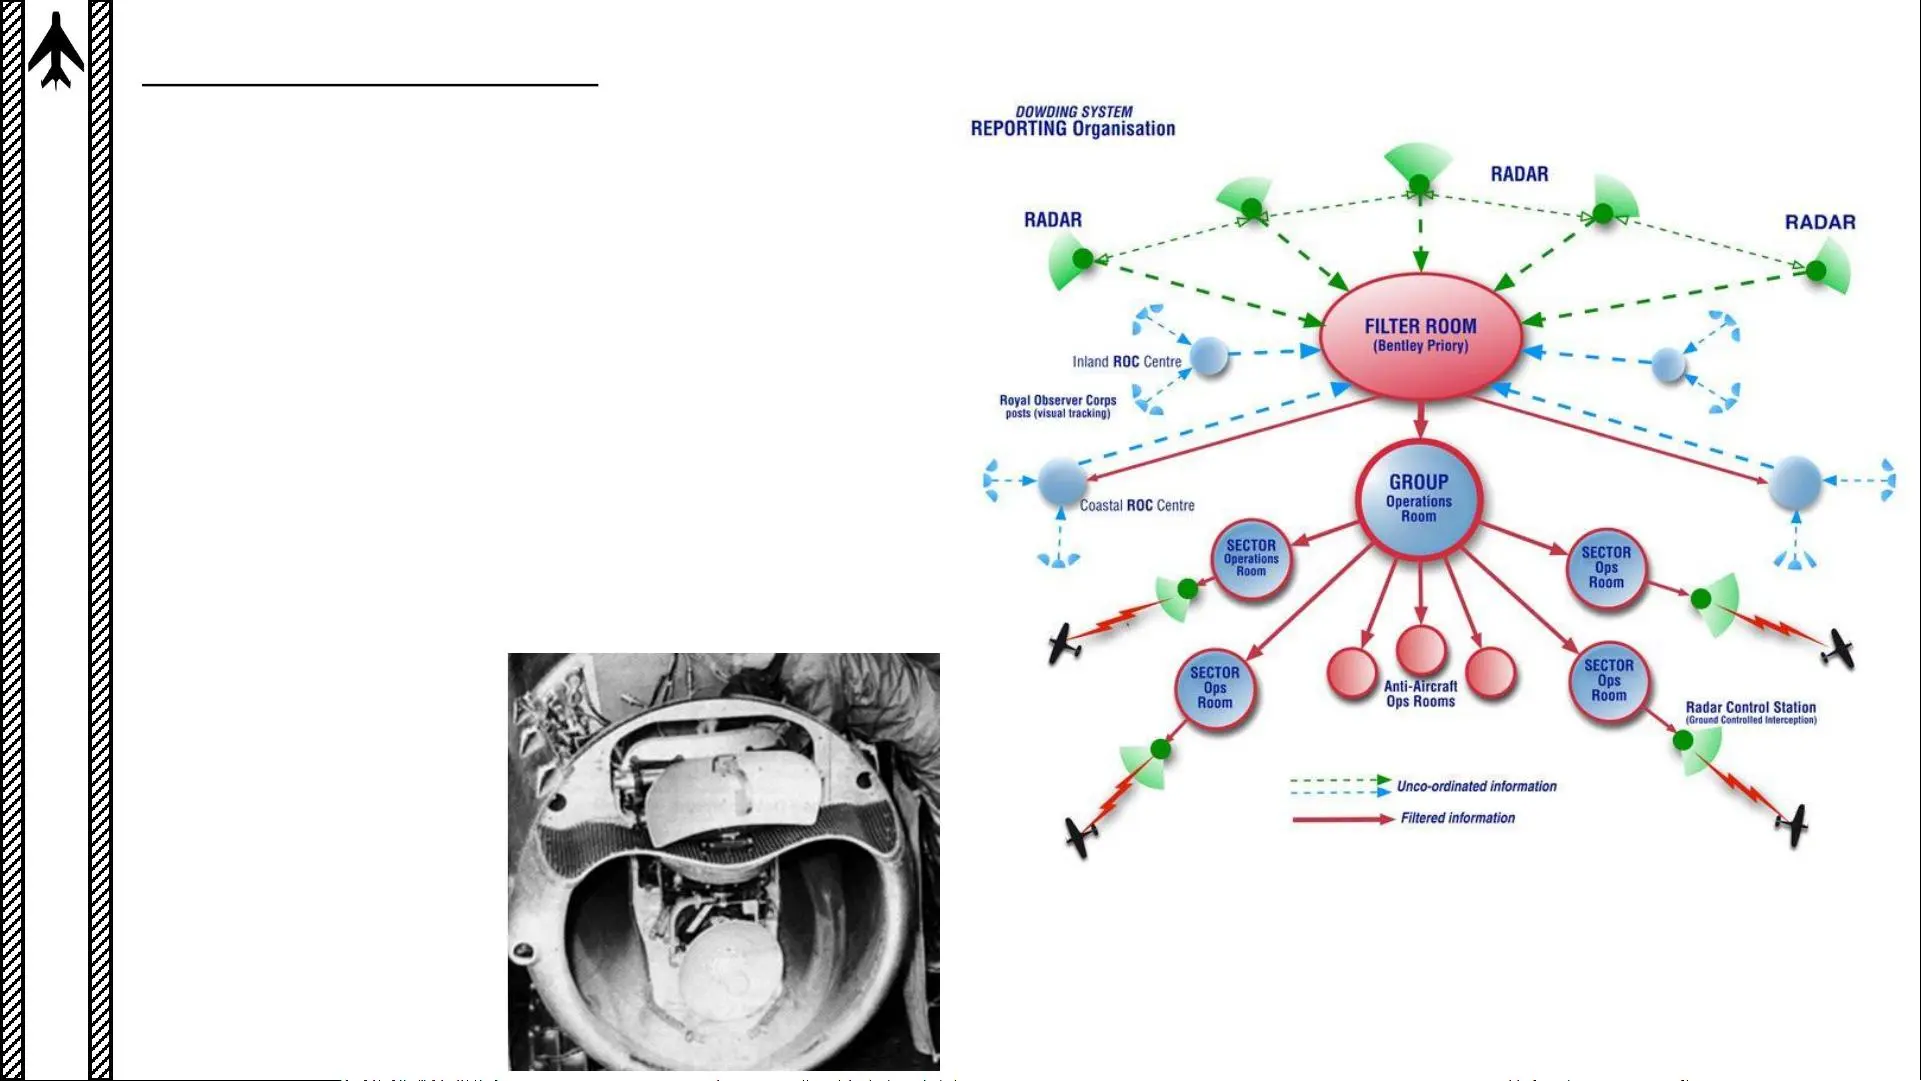 DOWDING SYSTEM
REPORTING Organisation
RADAR
RADAR
RADAR
FILTER ROOM
(Bentley Priory)
Inland ROC Centre
Royal Observer Corps
posts (visual tracking)
GROUP
Operations
Room
Coastal ROC Centre
SECTOR
Operations
Room
SECTOR
Ops
Room
SECTOR
Ops
Room
SECTOR
Ops
Room
Anti-Aircraft
Ops Rooms
Radar Control Station
(Ground Controlled Interception)
Unco-ordinated information
Filtered information